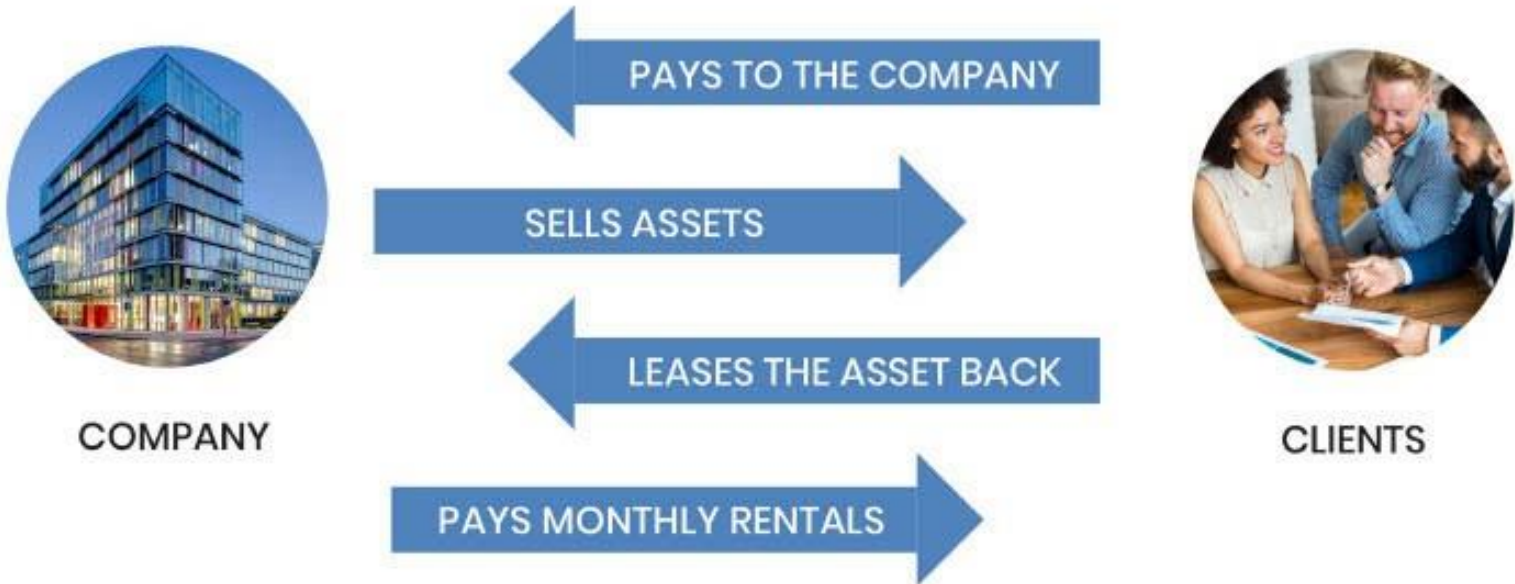 PAYS TO THE COMPANY
SELLS ASSETS
LEASES THE ASSET BACK
COMPANY
CLIENTS
PAYS MONTHLY RENTALS